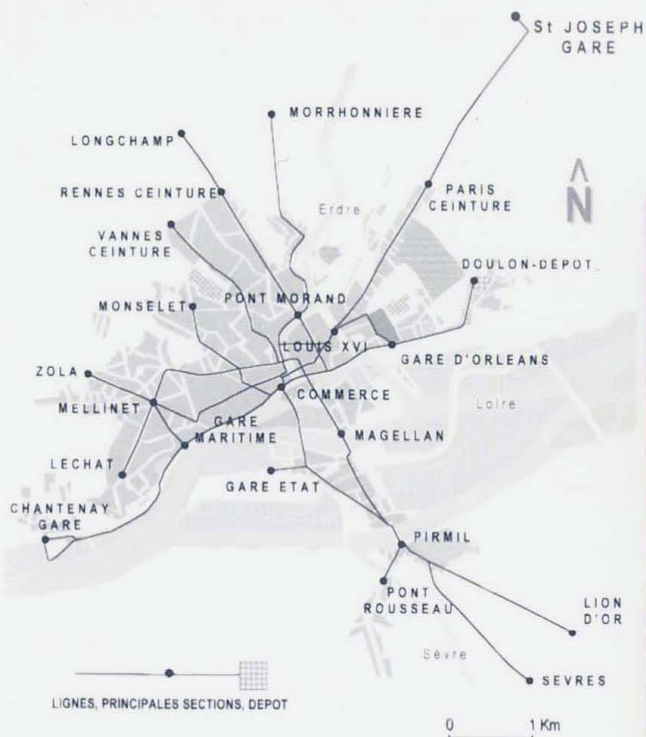 St JOSEPH
GARE
MORRHONNIERE
LONGCHAMP
RENNES CEINTURE
PARIS
CEINTURE
Erdre
N
VANNES
CEINTURE
DOULON-DEPOT
MONSELET
PONT MORAND
LOUIS XVI
GARE D'ORLEANS
ZOLA
COMMERCE
MELLINET
Loire
GARE
MARITIME
MAGELLAN
LECHAT
GARE ETAT
CHANTENAY
GARE
PIRMIL
PONT
ROUSSEAU
LION
D'OR
Sèvre
SEVRES
LIGNES, PRINCIPALES SECTIONS, DEPOT
0 1 Km